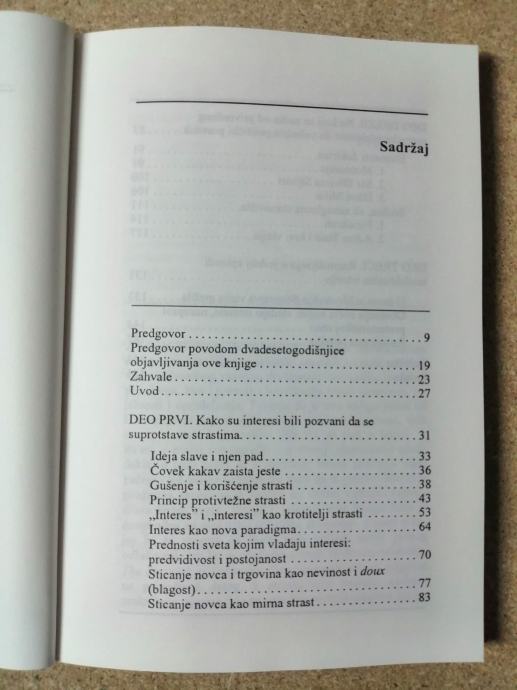 Sadržaj
Predgovor . . . . . . . . . . . . . . . . . . . . . . . . . . . . . . . . . 9
Predgovor povodom dvadesetogodišnjice
objavljivanja ove knjige . . . . . . . . . . . . . . . . . . . . . . 19
Zahvale . . . . . . . . . . . . . . . . . . . . . . . . . . . . . . . . . . 23
Uvod . . . . . . . . . . . . . . . . . . . . . . . . . . . . . . . . . . . . 27
DEO PRVI. Kako su interesi bili pozvani da se
suprotstave strastima. . . . . . . . . . . . . . . . . . . . . . . . 31
Ideja slave i njen pad . . . . . . . . . . . . . . . . . . . . . 33
Čovek kakav zaista jeste . . . . . . . . . . . . . . . . . . 36
Gušenje i korišćenje strasti . . . . . . . . . . . . . . . . 38
Princip protivtežne strasti . . . . . . . . . . . . . . . . . 43
„Interes” i „interesi” kao krotitelji strasti . . . . . 53
Interes kao nova paradigma . . . . . . . . . . . . . . . . 64
Prednosti sveta kojim vladaju interesi:
predvidivost i postojanost . . . . . . . . . . . . . . . . . 70
Sticanje novca i trgovina kao nevinost i doux
(blagost) . . . . . . . . . . . . . . . . . . . . . . . . . . . . . . . 77
Sticanje novca kao mirna strast . . . . . . . . . . . . . 83